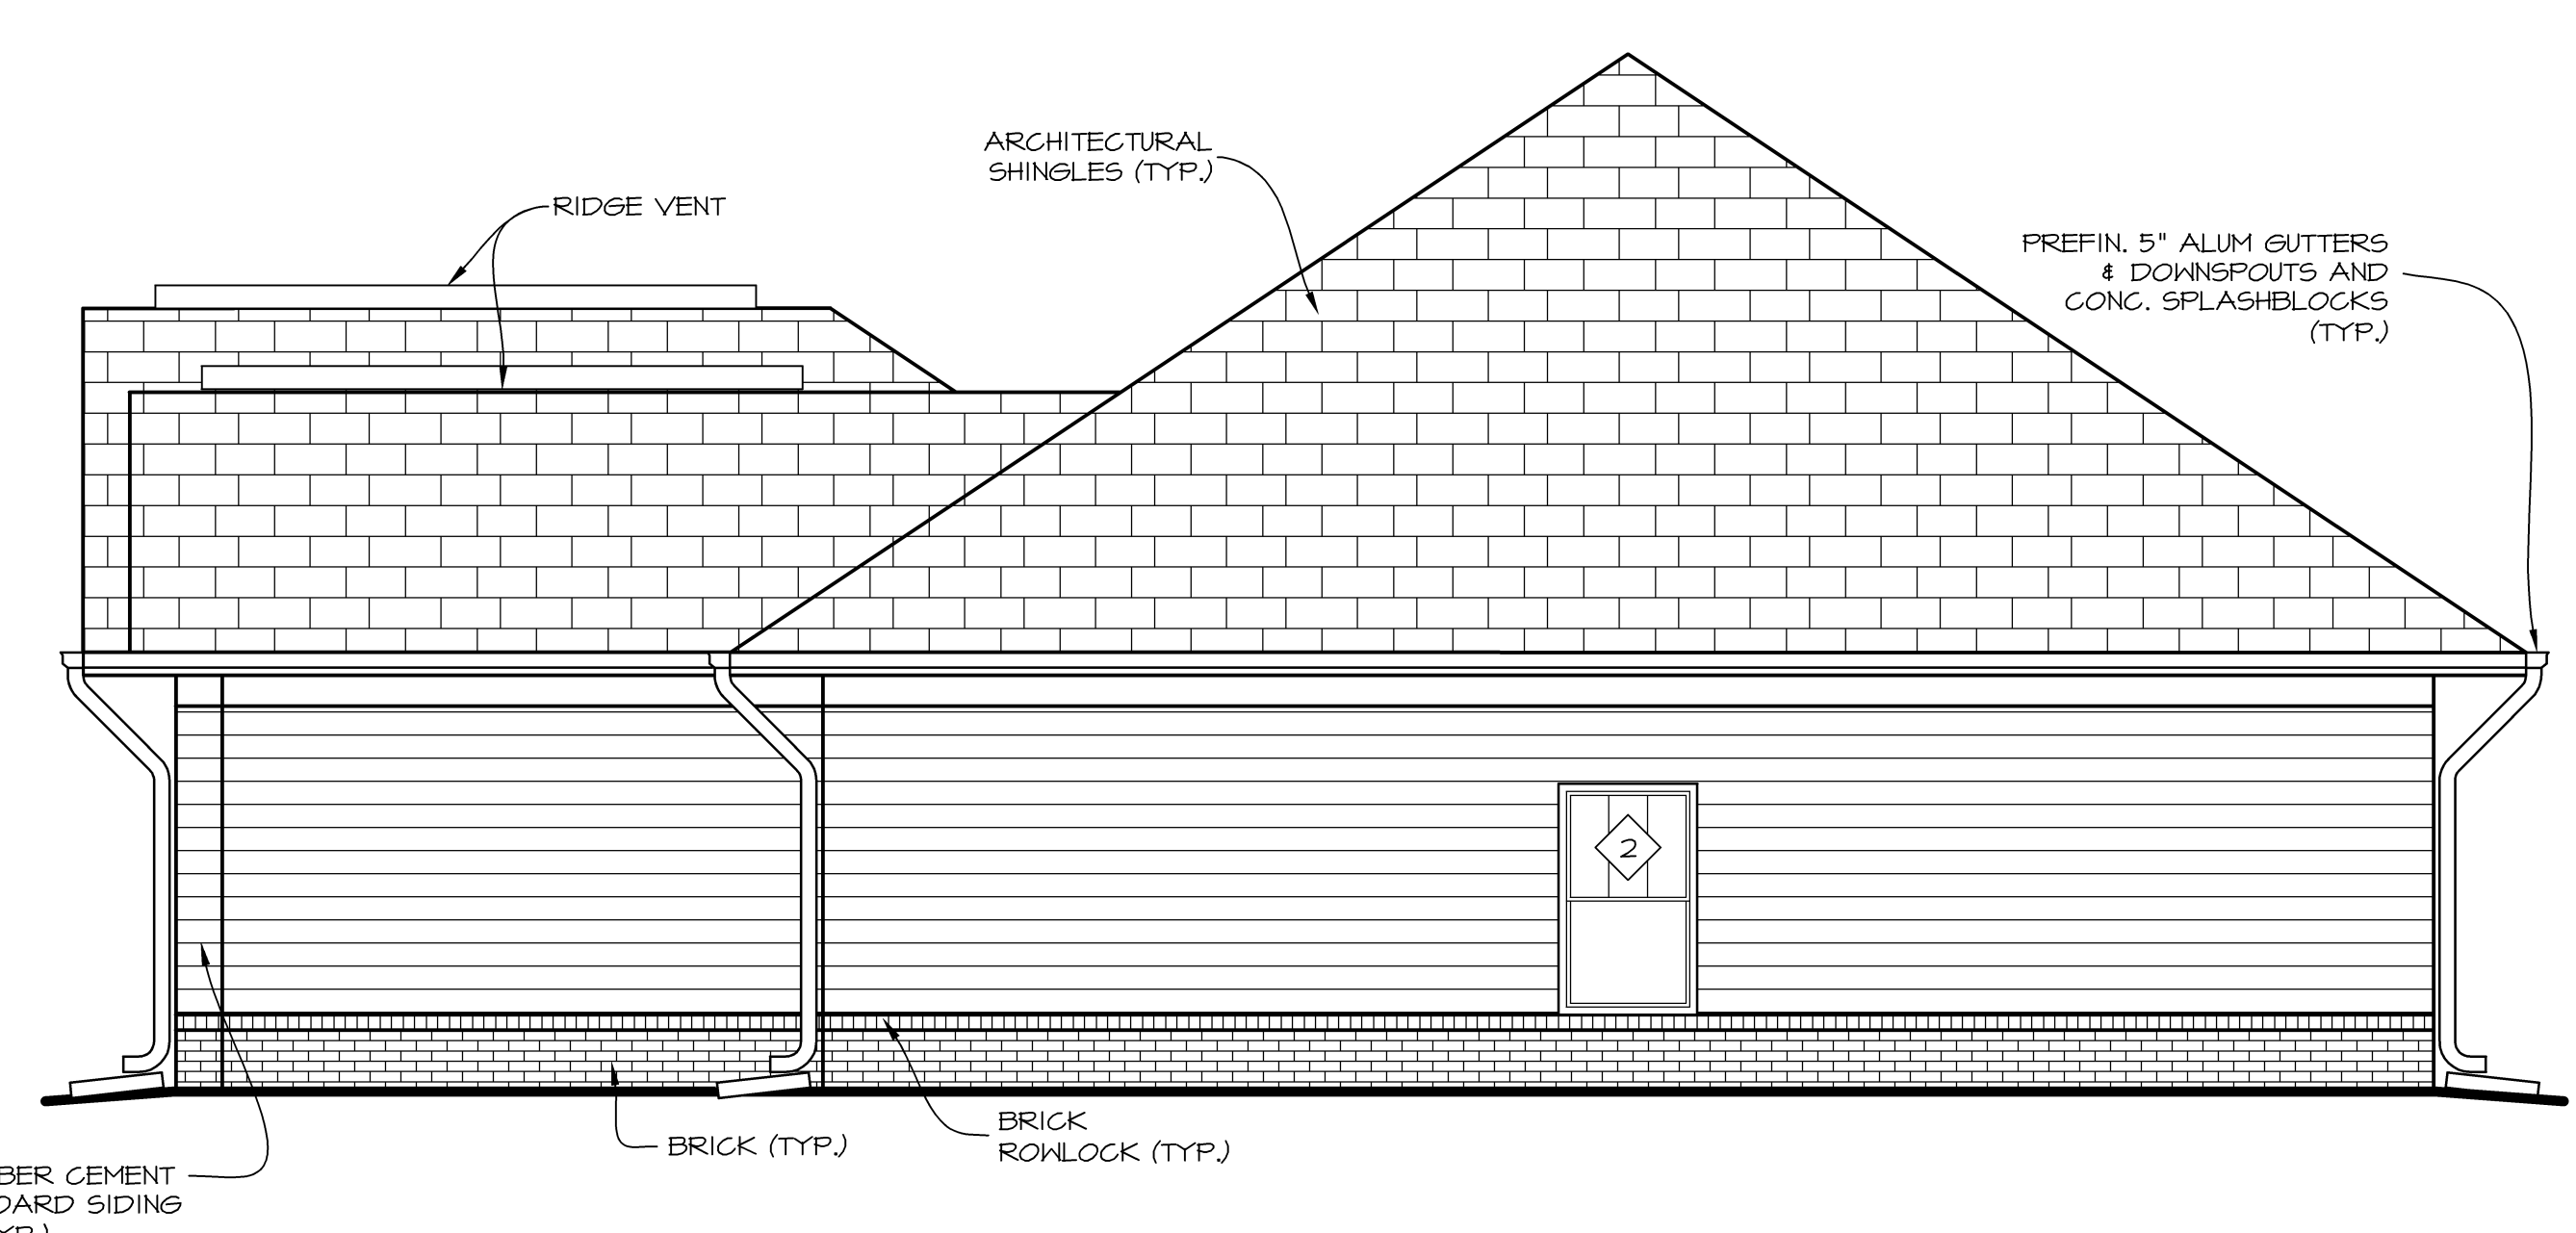 ARCHITECTURAL
SHINGLES (TYP.)
RIDGE VENT
PREFIN. 5" ALUM GUTTERS
& DOWNSPOUTS AND
CONC. SPLASHBLOCKS
(TYP.)
2
BRICK
ROWLOCK (TYP.)
BRICK (TYP.)
BER CEMENT
OARD SIDING